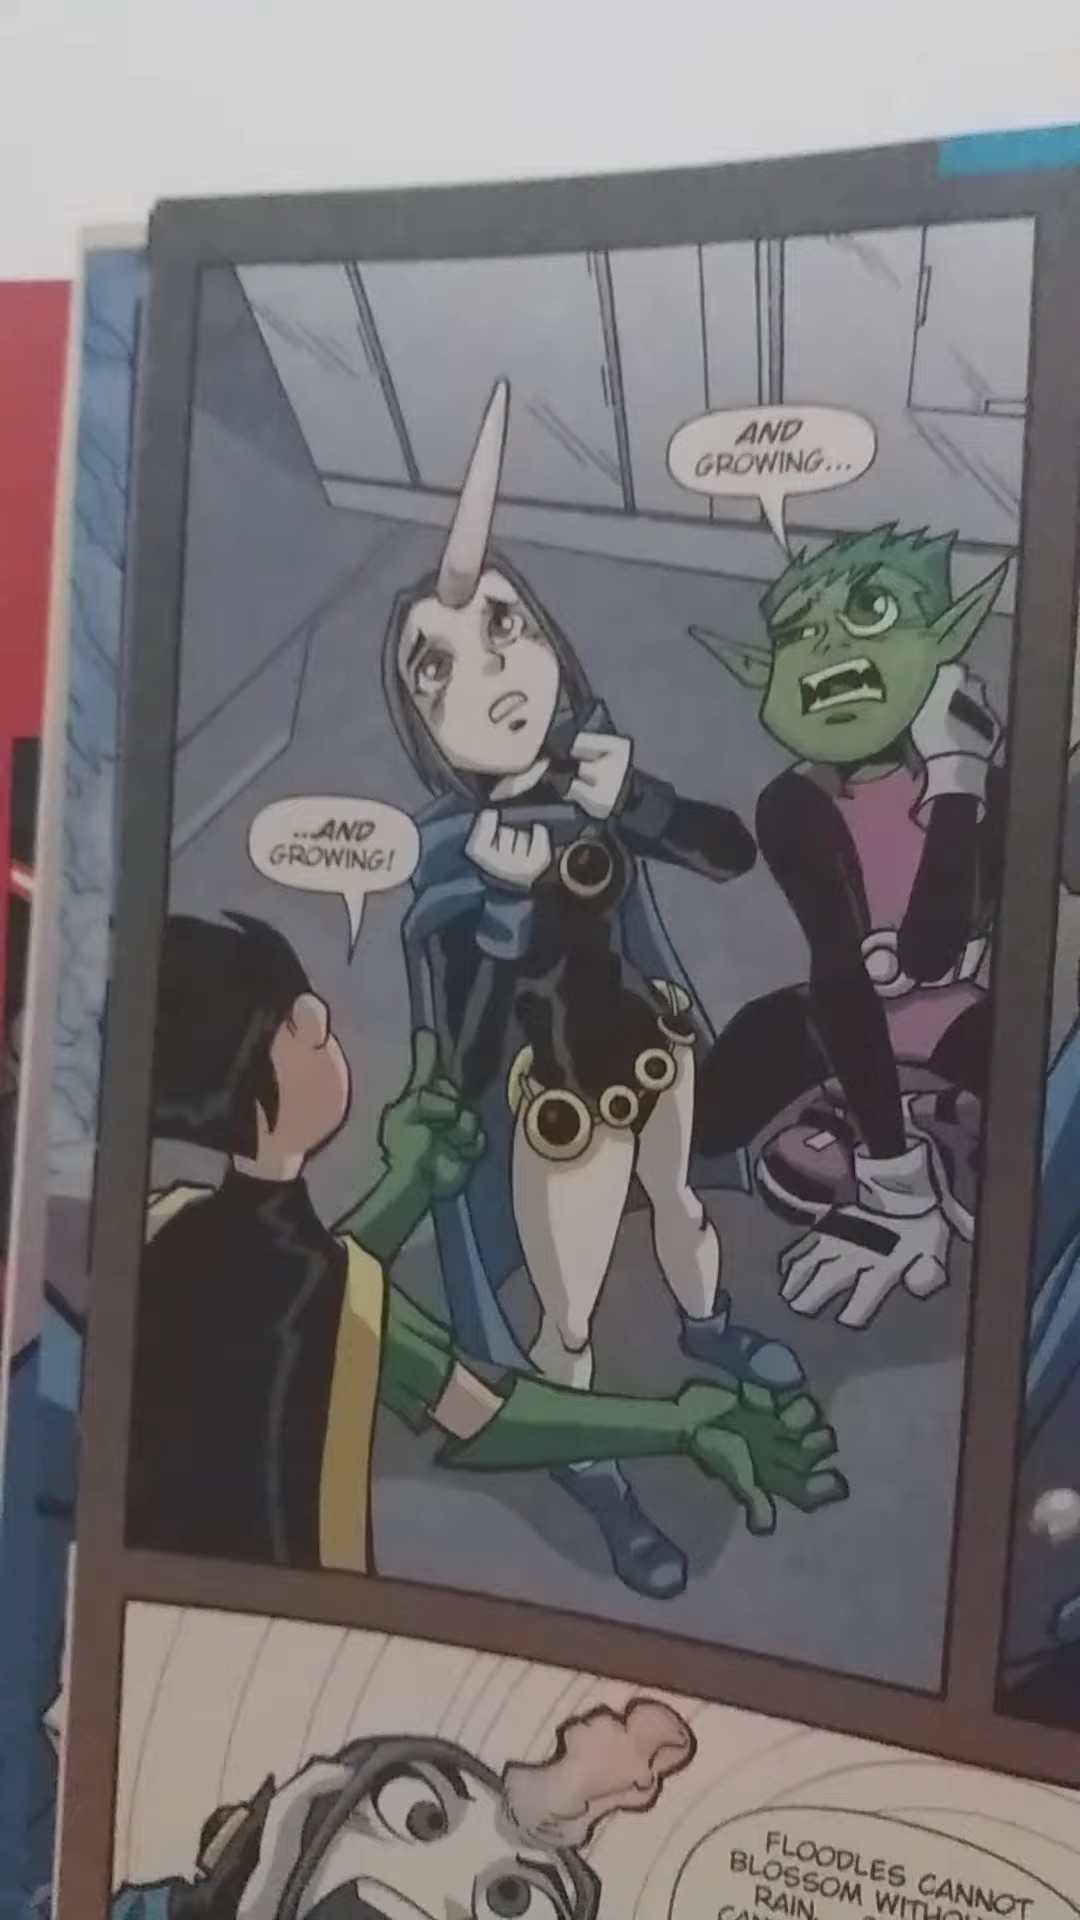 AND
GROWING...
...AND
GROWING!
FLOODLES CANNOT
BLOSSOM WITHOUT
RAIN.